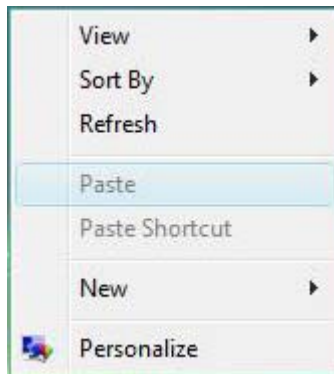 View
Sort By
Refresh
Paste
Paste Shortcut
New
Personalize